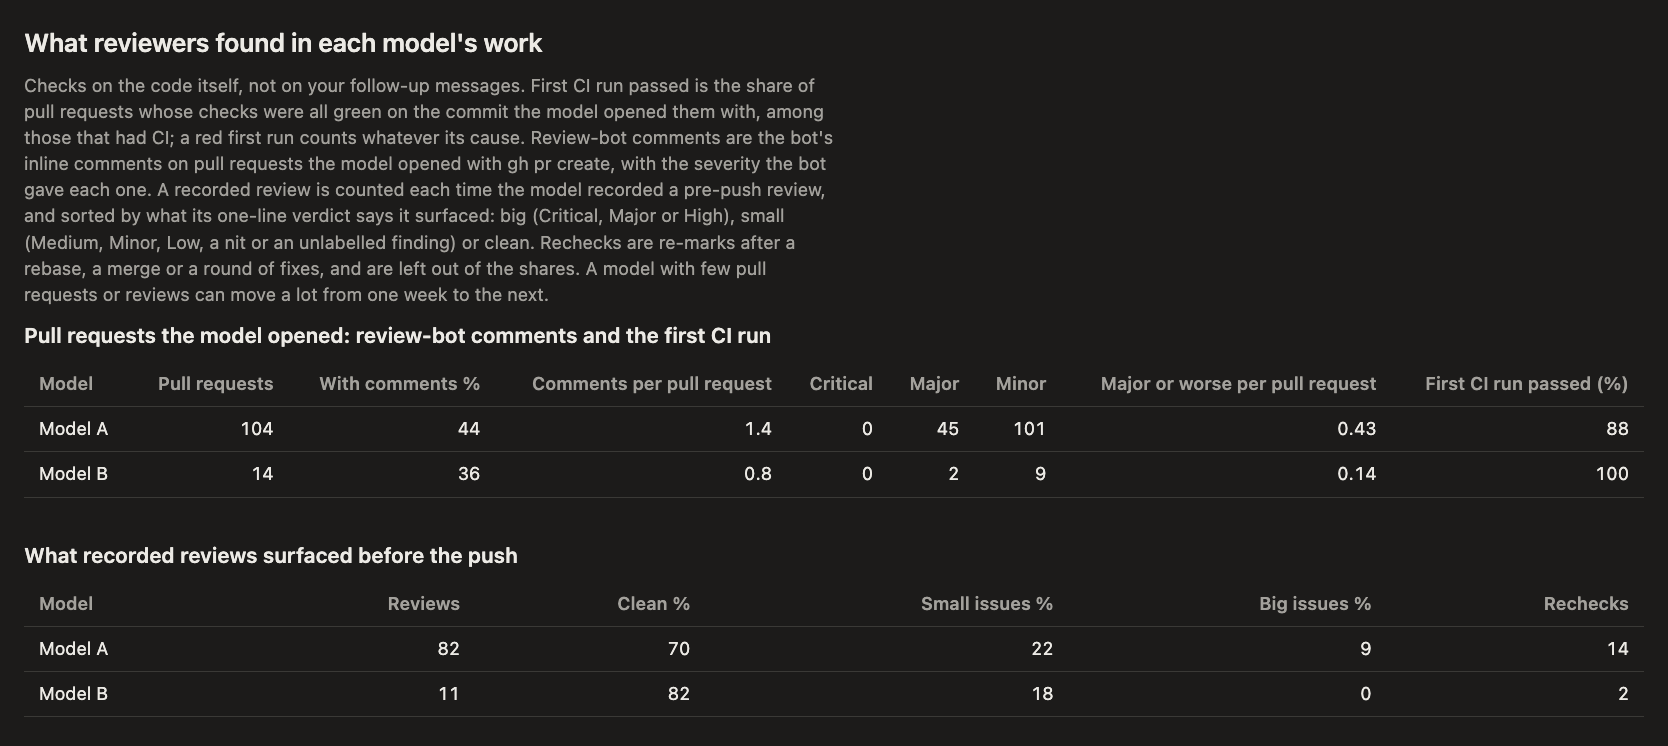 What reviewers found in each model's work
Checks on the code itself, not on your follow-up messages. First CI run passed is the share of
pull requests whose checks were all green on the commit the model opened them with, among
those that had CI; a red first run counts whatever its cause. Review-bot comments are the bot's
inline comments on pull requests the model opened with gh pr create, with the severity the bot
gave each one. A recorded review is counted each time the model recorded a pre-push review,
and sorted by what its one-line verdict says it surfaced: big (Critical, Major or High), small
(Medium, Minor, Low, a nit or an unlabelled finding) or clean. Rechecks are re-marks after a
rebase, a merge or a round of fixes, and are left out of the shares. A model with few pull
requests or reviews can move a lot from one week to the next.
Pull requests the model opened: review-bot comments and the first CI run
Model Pull requests With comments % Comments per pull request Critical Major Minor Major or worse per pull request First CI run passed (%)
Model A 104 44 1.4 0 45 101 0.43 88
Model B 14 36 0.8 0 2 9 0.14 100
What recorded reviews surfaced before the push
Model Reviews Clean % Small issues % Big issues % Rechecks
Model A 82 70 22 9 14
Model B 11 82 18 0 2